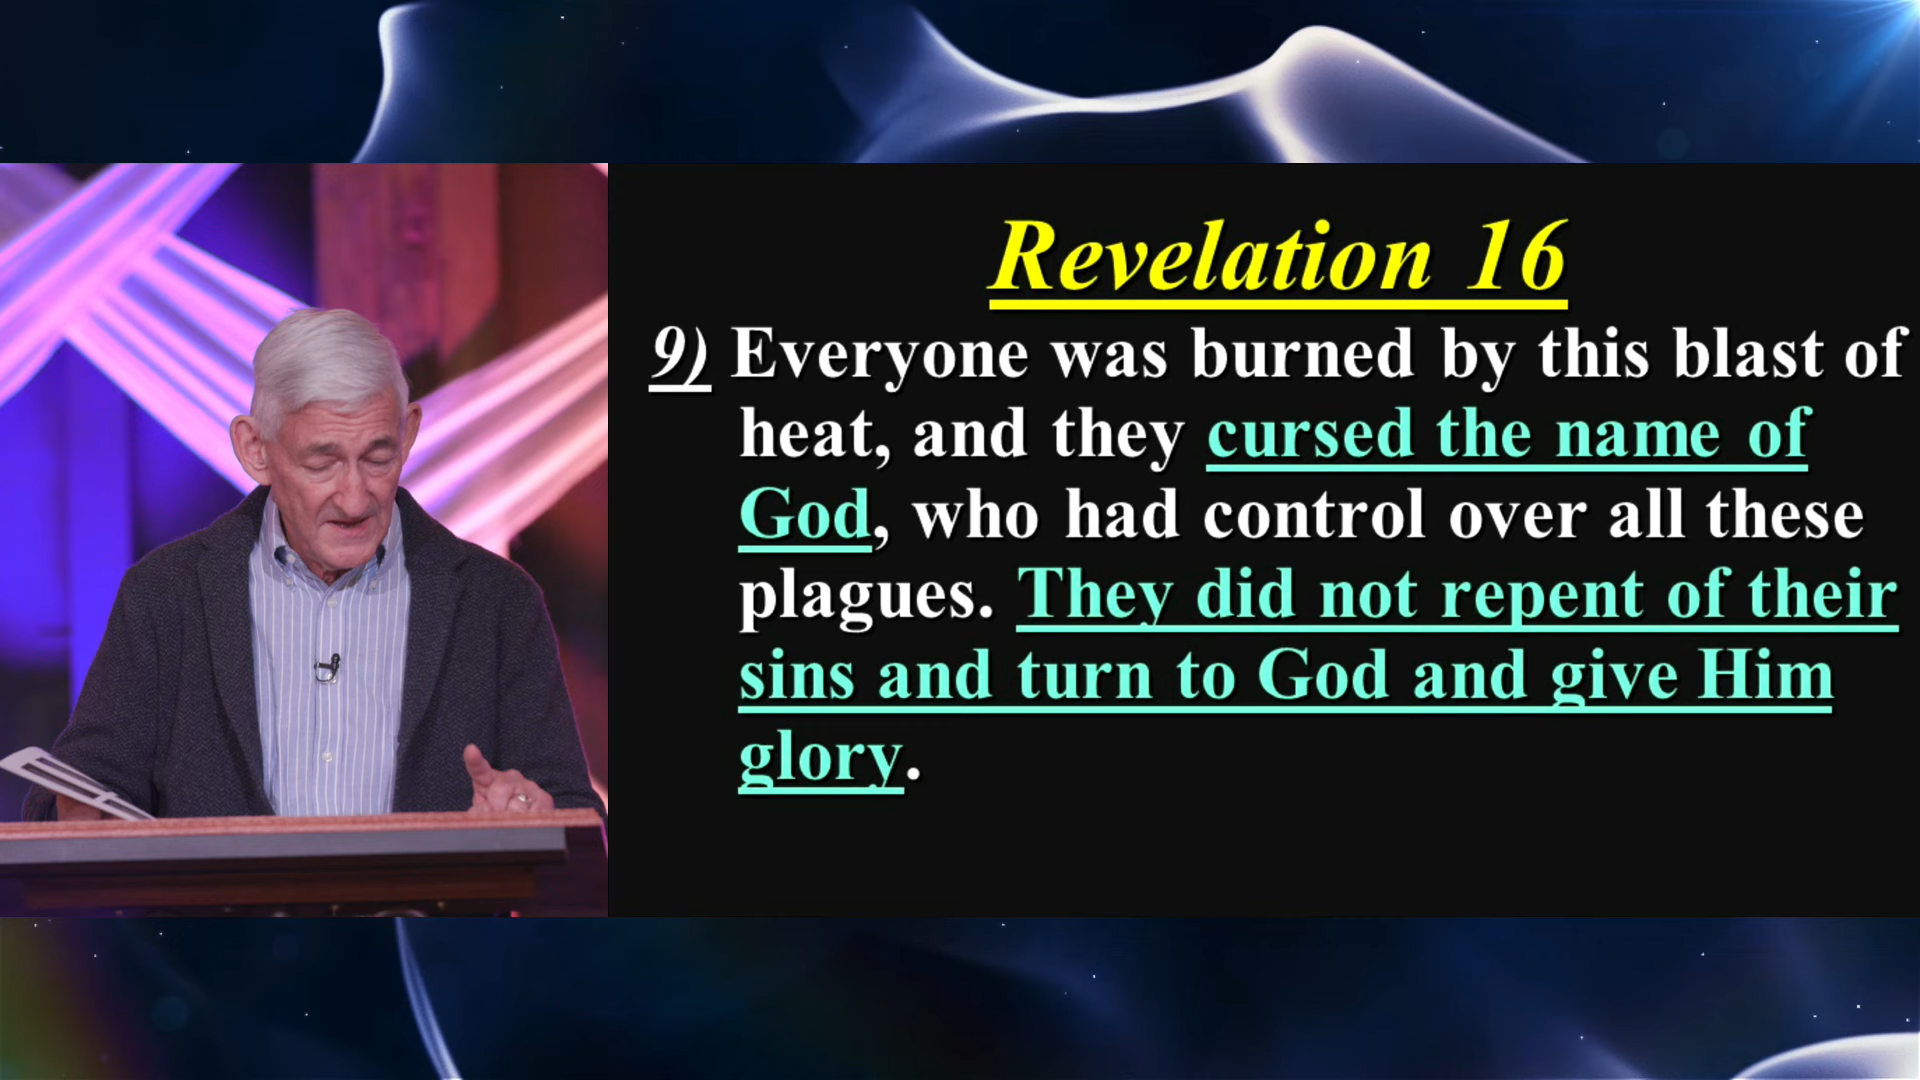 Revelation 16
9) Everyone was burned by this blast of
heat, and they cursed the name of
God, who had control over all these
plagues. They did not repent of their
sins and turn to God and give Him
glory.